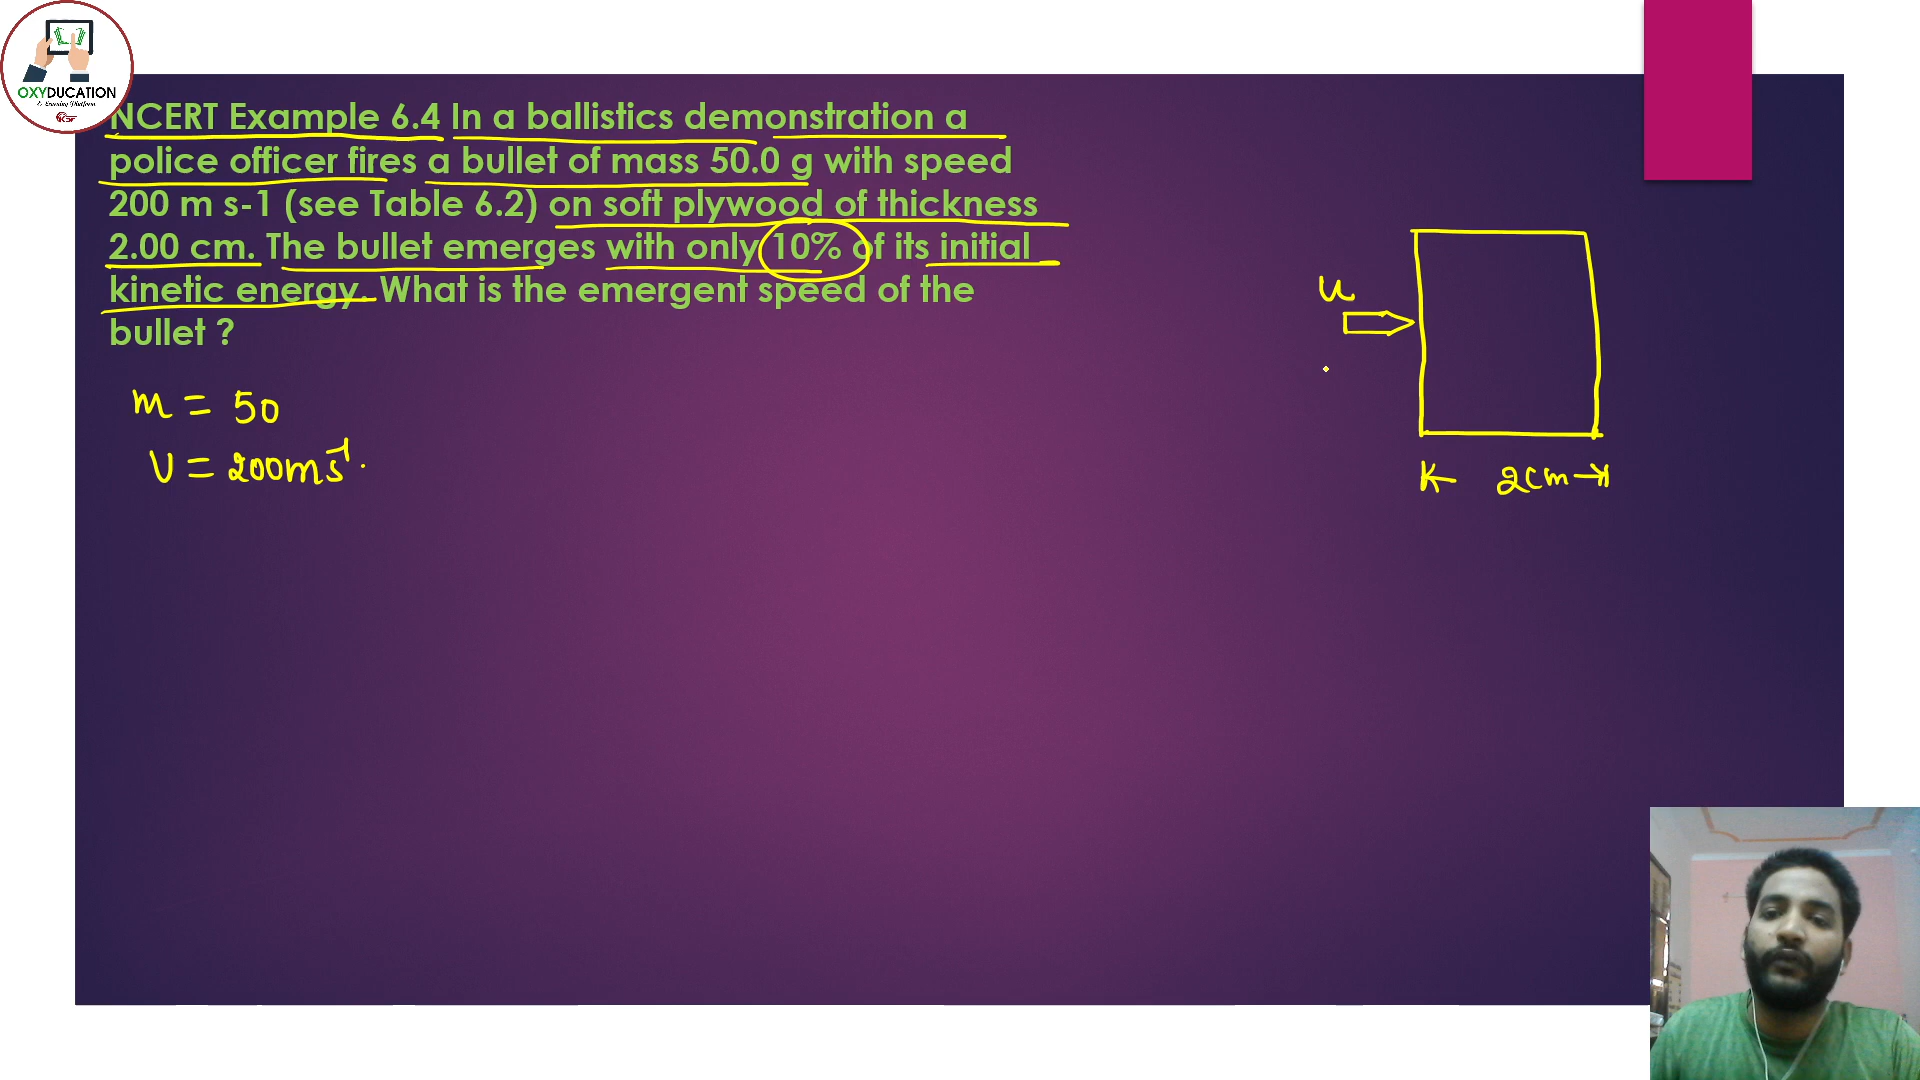 OXYDUCATION
E-Learning Platform
NCERT Example 6.4 In a ballistics demonstration a
police officer fires a bullet of mass 50.0 g with speed
200 m s-1 (see Table 6.2) on soft plywood of thickness
2.00 cm. The bullet emerges with only 10% of its initial
kinetic energy. What is the emergent speed of the
bullet ?
u
m = 50
v = 200ms⁻¹.
2cm